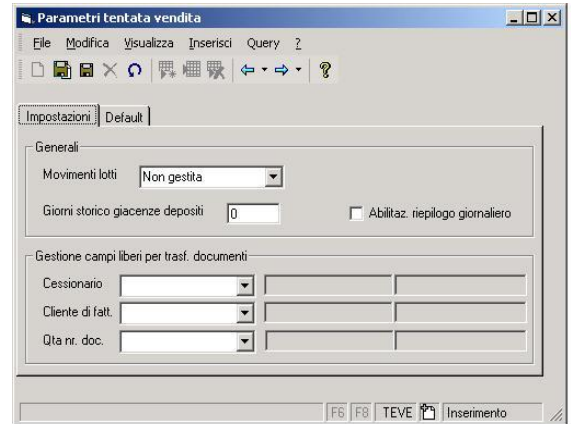 Parametri tentata vendita
File Modifica Visualizza Inserisci Query ?
Impostazioni Default
Generali
Movimenti lotti Non gestita
Giorni storico giacenze depositi 0 Abilitaz. riepilogo giornaliero
Gestione campi liberi per trasf. documenti
Cessionario
Cliente di fatt.
Qta nr. doc.
F6 F8 TEVE Inserimento